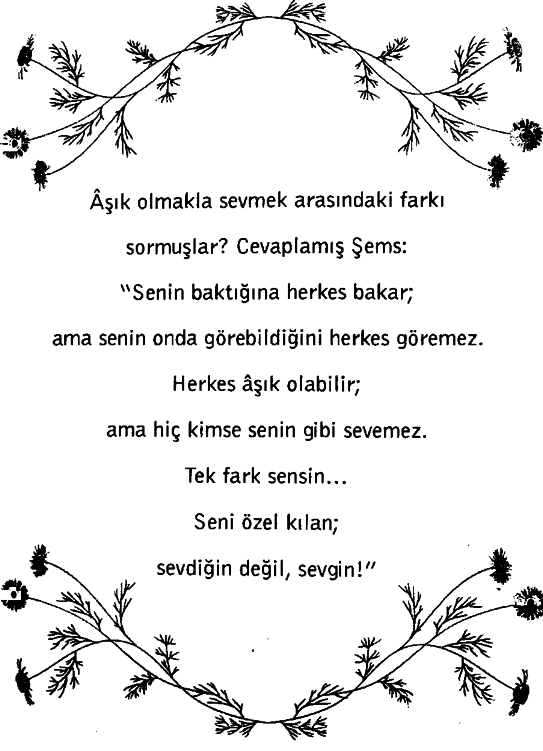 Âşık olmakla sevmek arasındaki farkı
sormuşlar? Cevaplamış Şems:
“Senin baktığına herkes bakar;
ama senin onda görebildiğini herkes göremez.
Herkes âşık olabilir;
ama hiç kimse senin gibi sevemez.
Tek fark sensin...
Seni özel kılan;
sevdiğin değil, sevgin!”